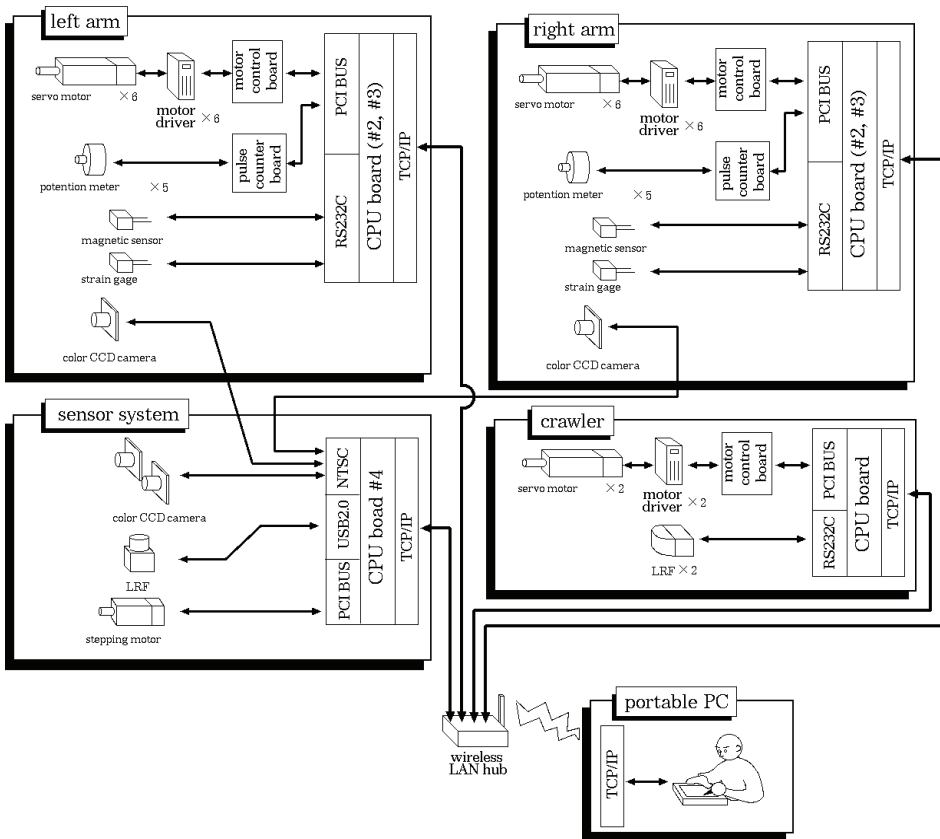 left arm
servo motor
× 6
motor
driver × 6
motor
control
board
PCI BUS
CPU board (#2, #3)
TCP/IP
potention meter
× 5
pulse
counter
board
RS232C
magnetic sensor
strain gage
color CCD camera
right arm
servo motor
× 6
motor
driver × 6
motor
control
board
PCI BUS
CPU board (#2, #3)
TCP/IP
potention meter
× 5
pulse
counter
board
RS232C
magnetic sensor
strain gage
color CCD camera
sensor system
color CCD camera
NTSC
USB2.0
PCI BUS
CPU boad #4
TCP/IP
LRF
stepping motor
crawler
servo motor
× 2
motor
driver × 2
motor
control
board
PCI BUS
RS232C
CPU board
TCP/IP
LRF × 2
wireless
LAN hub
portable PC
TCP/IP